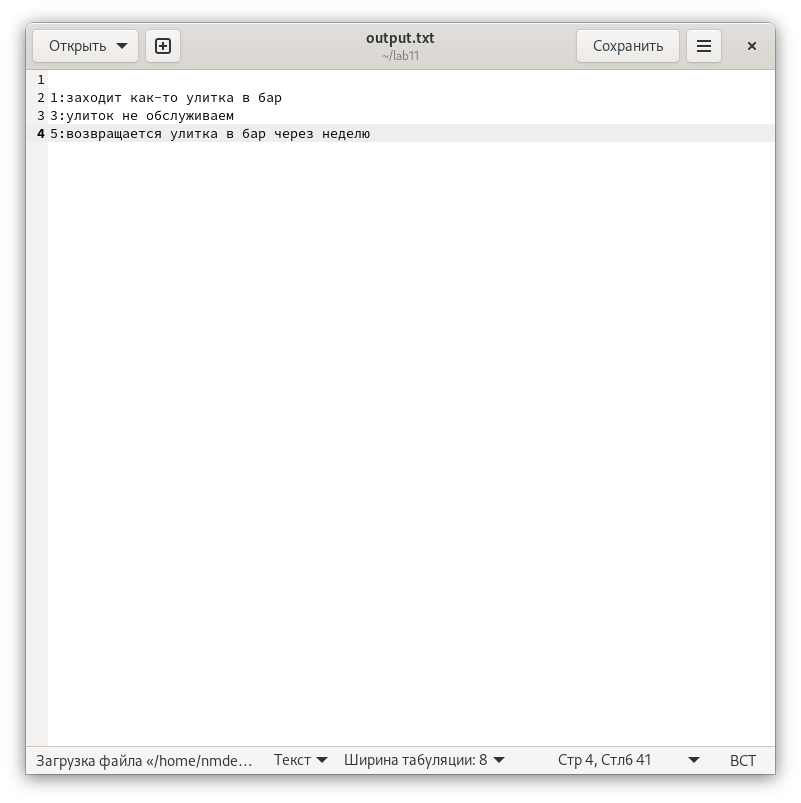 Открыть
output.txt
~/lab11
Сохранить
1
2 1:заходит как-то улитка в бар
3 3:улиток не обслуживаем
4 5:возвращается улитка в бар через неделю
Загрузка файла «/home/nmde… Текст Ширина табуляции: 8 Стр 4, Стлб 41 ВСТ